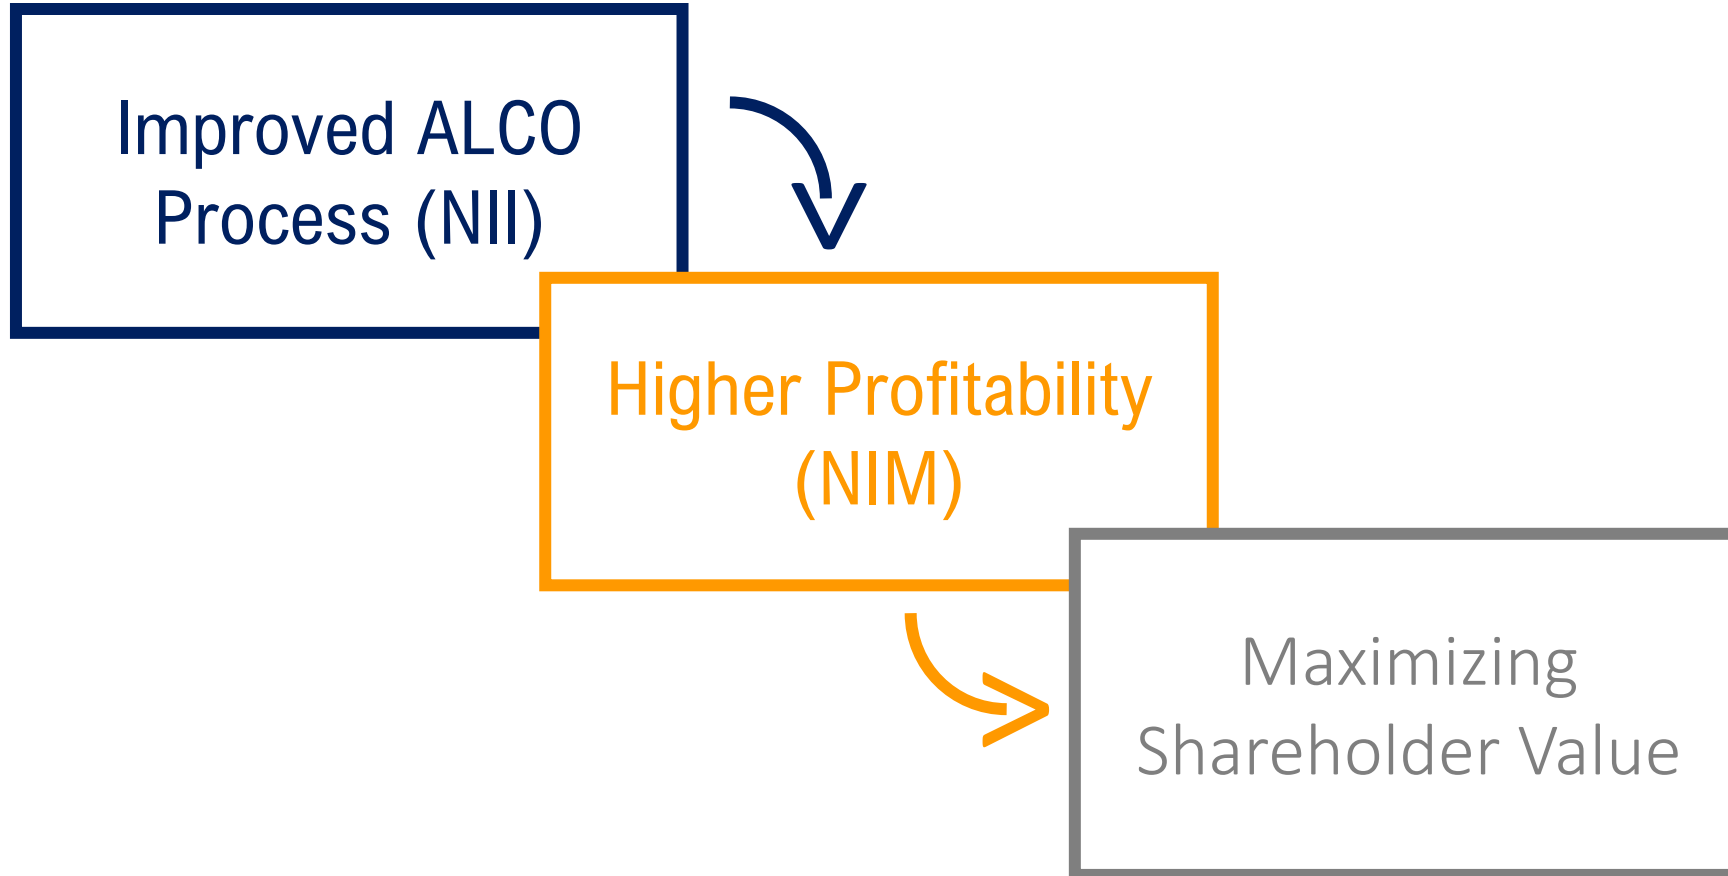 Improved ALCO
Process (NII)
Higher Profitability
(NIM)
Maximizing
Shareholder Value